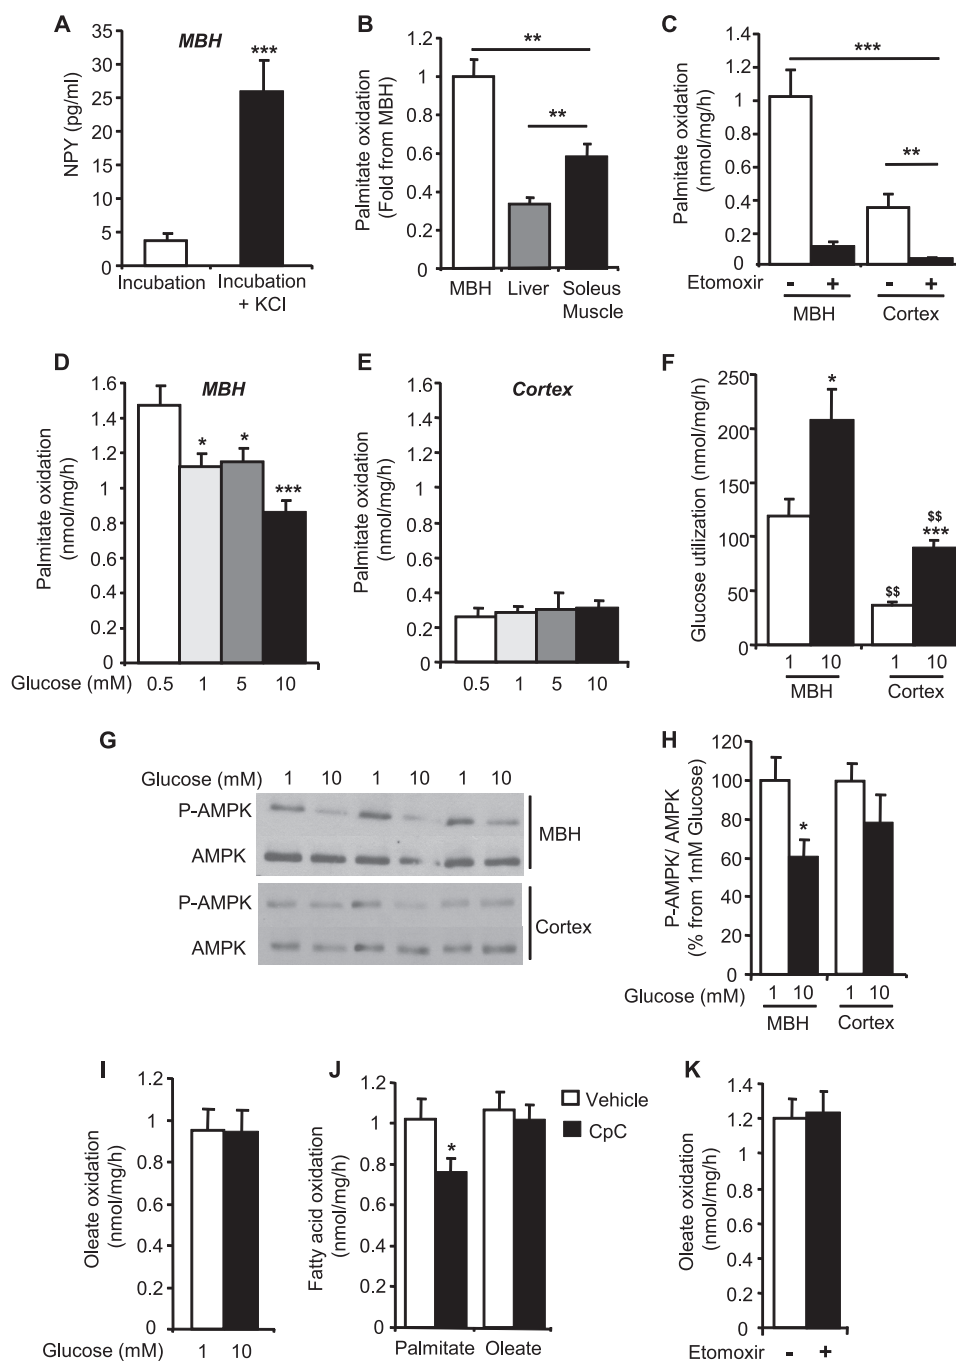 A
MBH
***
35
30
25
20
15
10
5
0
NPY (pg/ml)
Incubation
Incubation
+ KCl
B
**
**
1.2
1
0.8
0.6
0.4
0.2
0
Palmitate oxidation
(Fold from MBH)
MBH
Liver
Soleus
Muscle
C
***
**
1.4
1.2
1
0.8
0.6
0.4
0.2
0
Palmitate oxidation
(nmol/mg/h)
Etomoxir - + - +
MBH
Cortex
D
MBH
* * ***
1.6
1.4
1.2
1
0.8
0.6
0.4
0.2
0
Palmitate oxidation
(nmol/mg/h)
Glucose (mM) 0.5 1 5 10
E
Cortex
1.6
1.4
1.2
1
0.8
0.6
0.4
0.2
0
Palmitate oxidation
(nmol/mg/h)
0.5 1 5 10
F
*
$$
$$
***
250
200
150
100
50
0
Glucose utilization (nmol/mg/h)
1 10 1 10
MBH
Cortex
G
Glucose (mM) 1 10 1 10 1 10
P-AMPK
AMPK
MBH
P-AMPK
AMPK
Cortex
H
*
120
100
80
60
40
20
0
P-AMPK/ AMPK
(% from 1mM Glucose)
Glucose (mM) 1 10 1 10
MBH
Cortex
I
1.2
1
0.8
0.6
0.4
0.2
0
Oleate oxidation
(nmol/mg/h)
Glucose (mM) 1 10
J
*
1.2
1
0.8
0.6
0.4
0.2
0
Fatty acid oxidation
(nmol/mg/h)
Palmitate
Oleate
Vehicle
CpC
K
1.4
1.2
1
0.8
0.6
0.4
0.2
0
Oleate oxidation
(nmol/mg/h)
Etomoxir - +